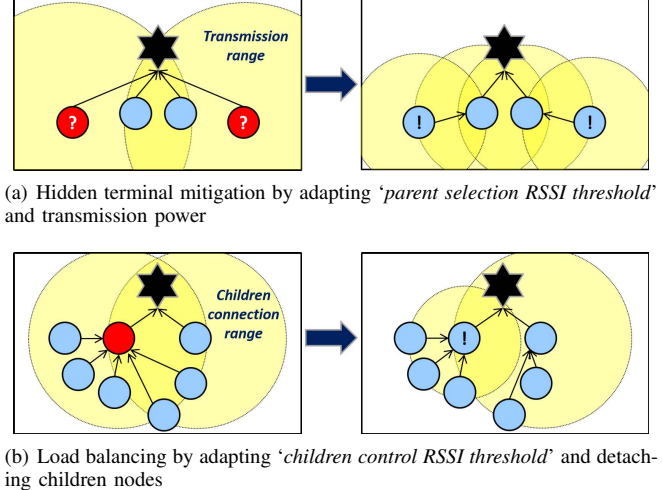 Transmission
range
? ? ! !
(a) Hidden terminal mitigation by adapting ‘parent selection RSSI threshold’
and transmission power
Children
connection
range
!
(b) Load balancing by adapting ‘children control RSSI threshold’ and detach-
ing children nodes